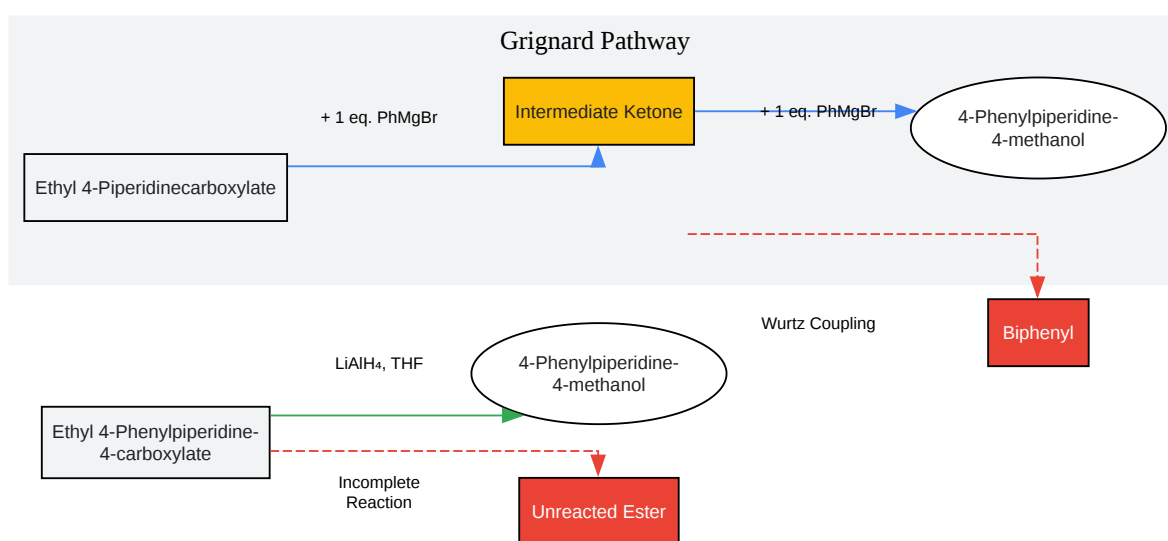 Grignard Pathway
+ 1 eq. PhMgBr
Intermediate Ketone
+ 1 eq. PhMgBr
4-Phenylpiperidine-
4-methanol
Ethyl 4-Piperidinecarboxylate
Wurtz Coupling
Biphenyl
LiAlH₄, THF
4-Phenylpiperidine-
4-methanol
Ethyl 4-Phenylpiperidine-
4-carboxylate
Incomplete
Reaction
Unreacted Ester